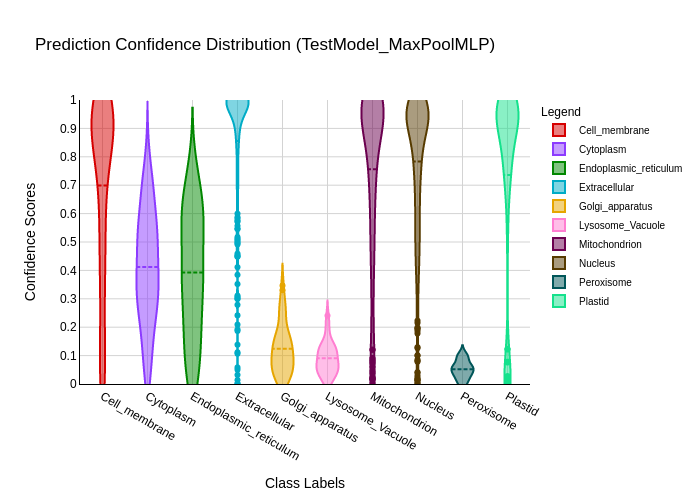 Prediction Confidence Distribution (TestModel_MaxPoolMLP)
Confidence Scores
1
0.9
0.8
0.7
0.6
0.5
0.4
0.3
0.2
0.1
0
Cell_membrane
Cytoplasm
Endoplasmic_reticulum
Extracellular
Golgi_apparatus
Lysosome_Vacuole
Mitochondrion
Nucleus
Peroxisome
Plastid
Class Labels
Legend
Cell_membrane
Cytoplasm
Endoplasmic_reticulum
Extracellular
Golgi_apparatus
Lysosome_Vacuole
Mitochondrion
Nucleus
Peroxisome
Plastid